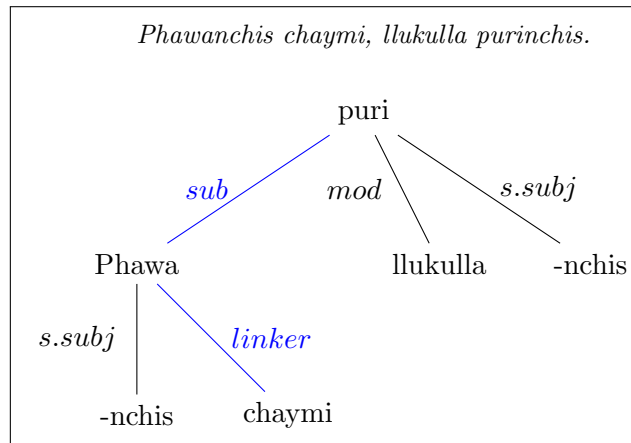 Phawanchis chaymi, llukulla purinchis.
puri
sub mod s.subj
Phawa llukulla -nchis
s.subj linker
-nchis chaymi